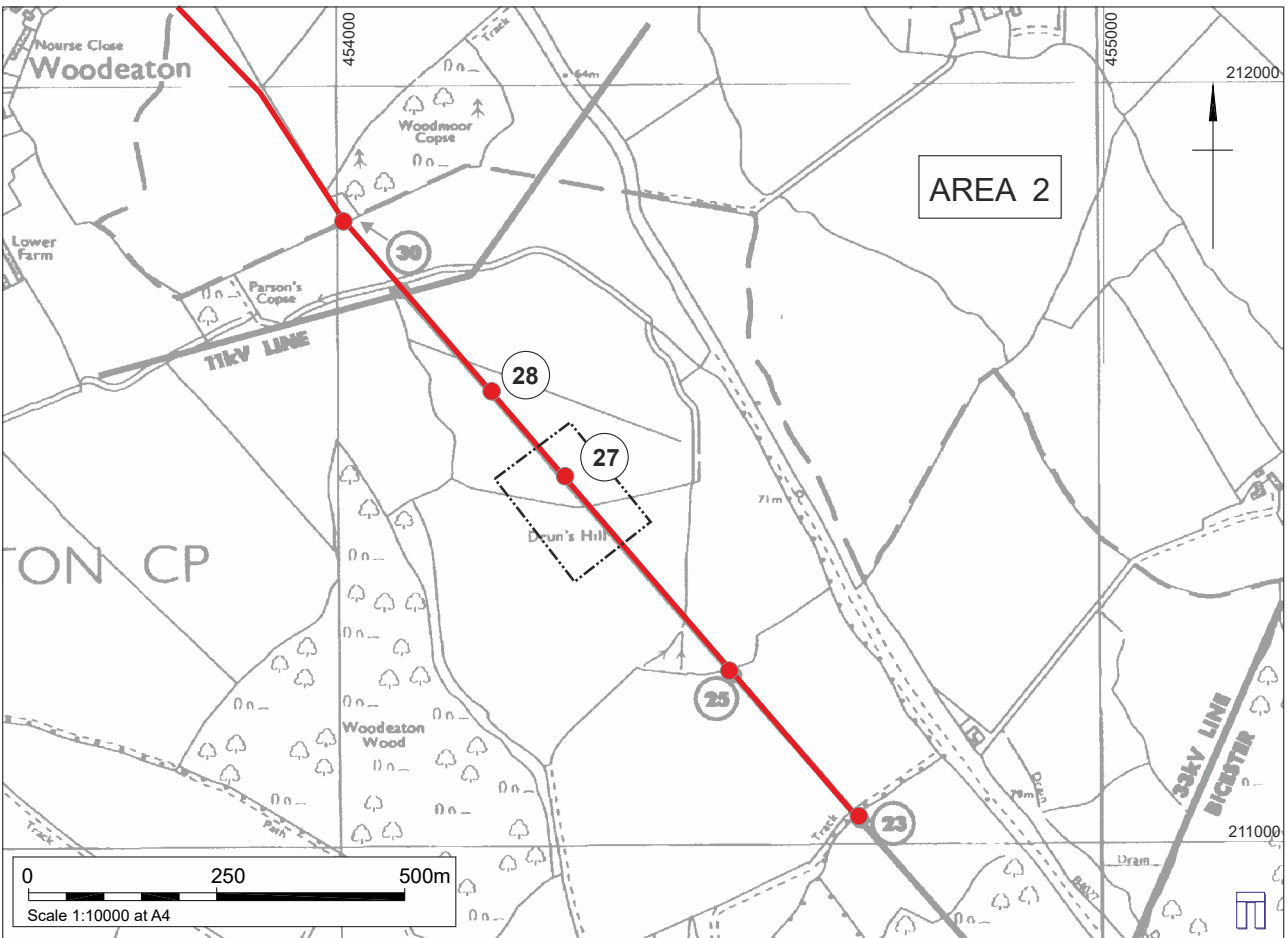 Nourse Close
Woodeaton
454000
Track
64m
455000
212000
Woodmoor
Copse
AREA 2
Lower
Farm
30
Parson's
Copse
11kV LINE
28
27
71m
Drun's Hill
TON CP
25
Woodeaton
Wood
33kV LINE
BICESTER
Drain
79m
Track
23
211000
Track
Path
Drain
B4027
0 250 500m
Scale 1:10000 at A4